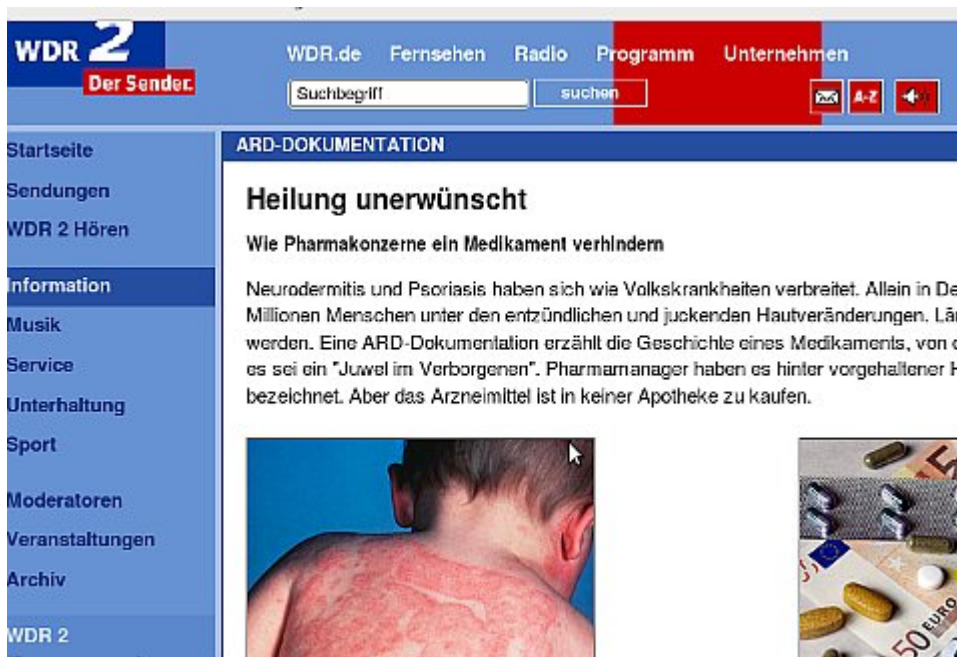 WDR 2
Der Sender.
WDR.de Fernsehen Radio Programm Unternehmen
Suchbegriff suchen A-Z
Startseite
Sendungen
WDR 2 Hören
Information
Musik
Service
Unterhaltung
Sport
Moderatoren
Veranstaltungen
Archiv
WDR 2
ARD-DOKUMENTATION
Heilung unerwünscht
Wie Pharmakonzerne ein Medikament verhindern
Neurodermitis und Psoriasis haben sich wie Volkskrankheiten verbreitet. Allein in De
Millionen Menschen unter den entzündlichen und juckenden Hautveränderungen. Lä
werden. Eine ARD-Dokumentation erzählt die Geschichte eines Medikaments, von
es sei ein "Juwel im Verborgenen". Pharmamanager haben es hinter vorgehaltener H
bezeichnet. Aber das Arzneimittel ist in keiner Apotheke zu kaufen.
50 EURO